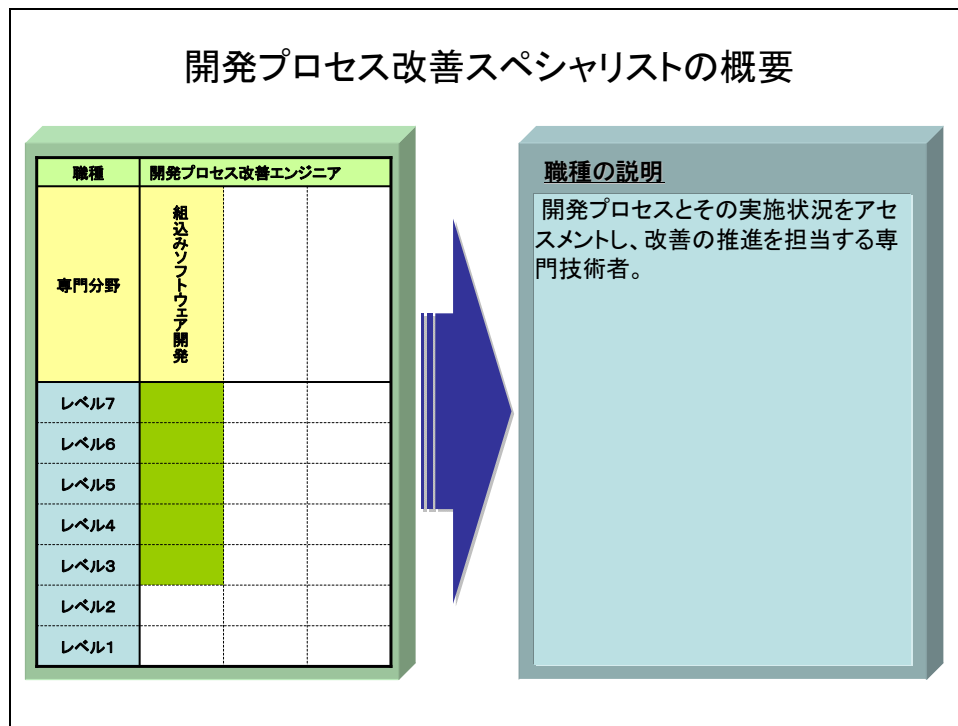 開発プロセス改善スペシャリストの概要
職種
開発プロセス改善エンジニア
専門分野
組込みソフトウェア開発
レベル7
レベル6
レベル5
レベル4
レベル3
レベル2
レベル1
職種の説明
開発プロセスとその実施状況をアセ
スメントし、改善の推進を担当する専
門技術者。